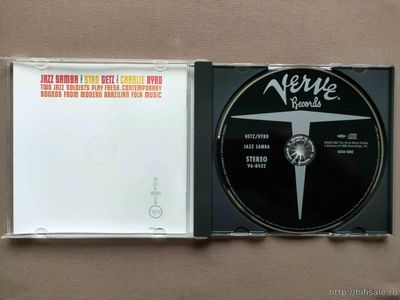 JAZZ SAMBA STAN GETZ CHARLIE BYRD
TWO JAZZ SOLOISTS PLAY FRESH, CONTEMPORARY
SOUNDS FROM MODERN BRAZILIAN FOLK MUSIC
Verve
Records
GETZ/BYRD
JAZZ SAMBA
STEREO
V6-8432
http://hifisale.ru